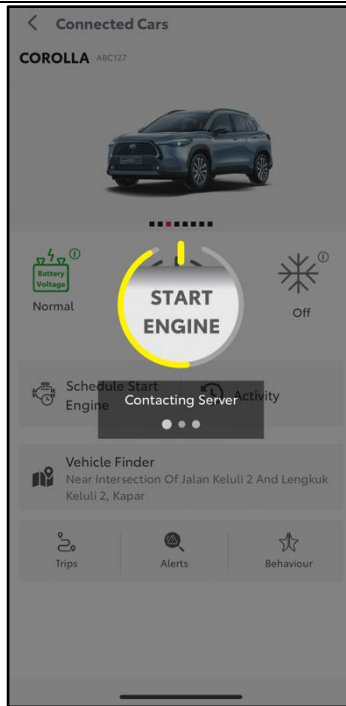 Connected Cars
COROLLA ABC127
Battery
Voltage
Normal
START
ENGINE
Off
Schedule Start
Engine
Activity
Contacting Server
Vehicle Finder
Near Intersection Of Jalan Keluli 2 And Lengkuk
Keluli 2, Kapar
Trips
Alerts
Behaviour